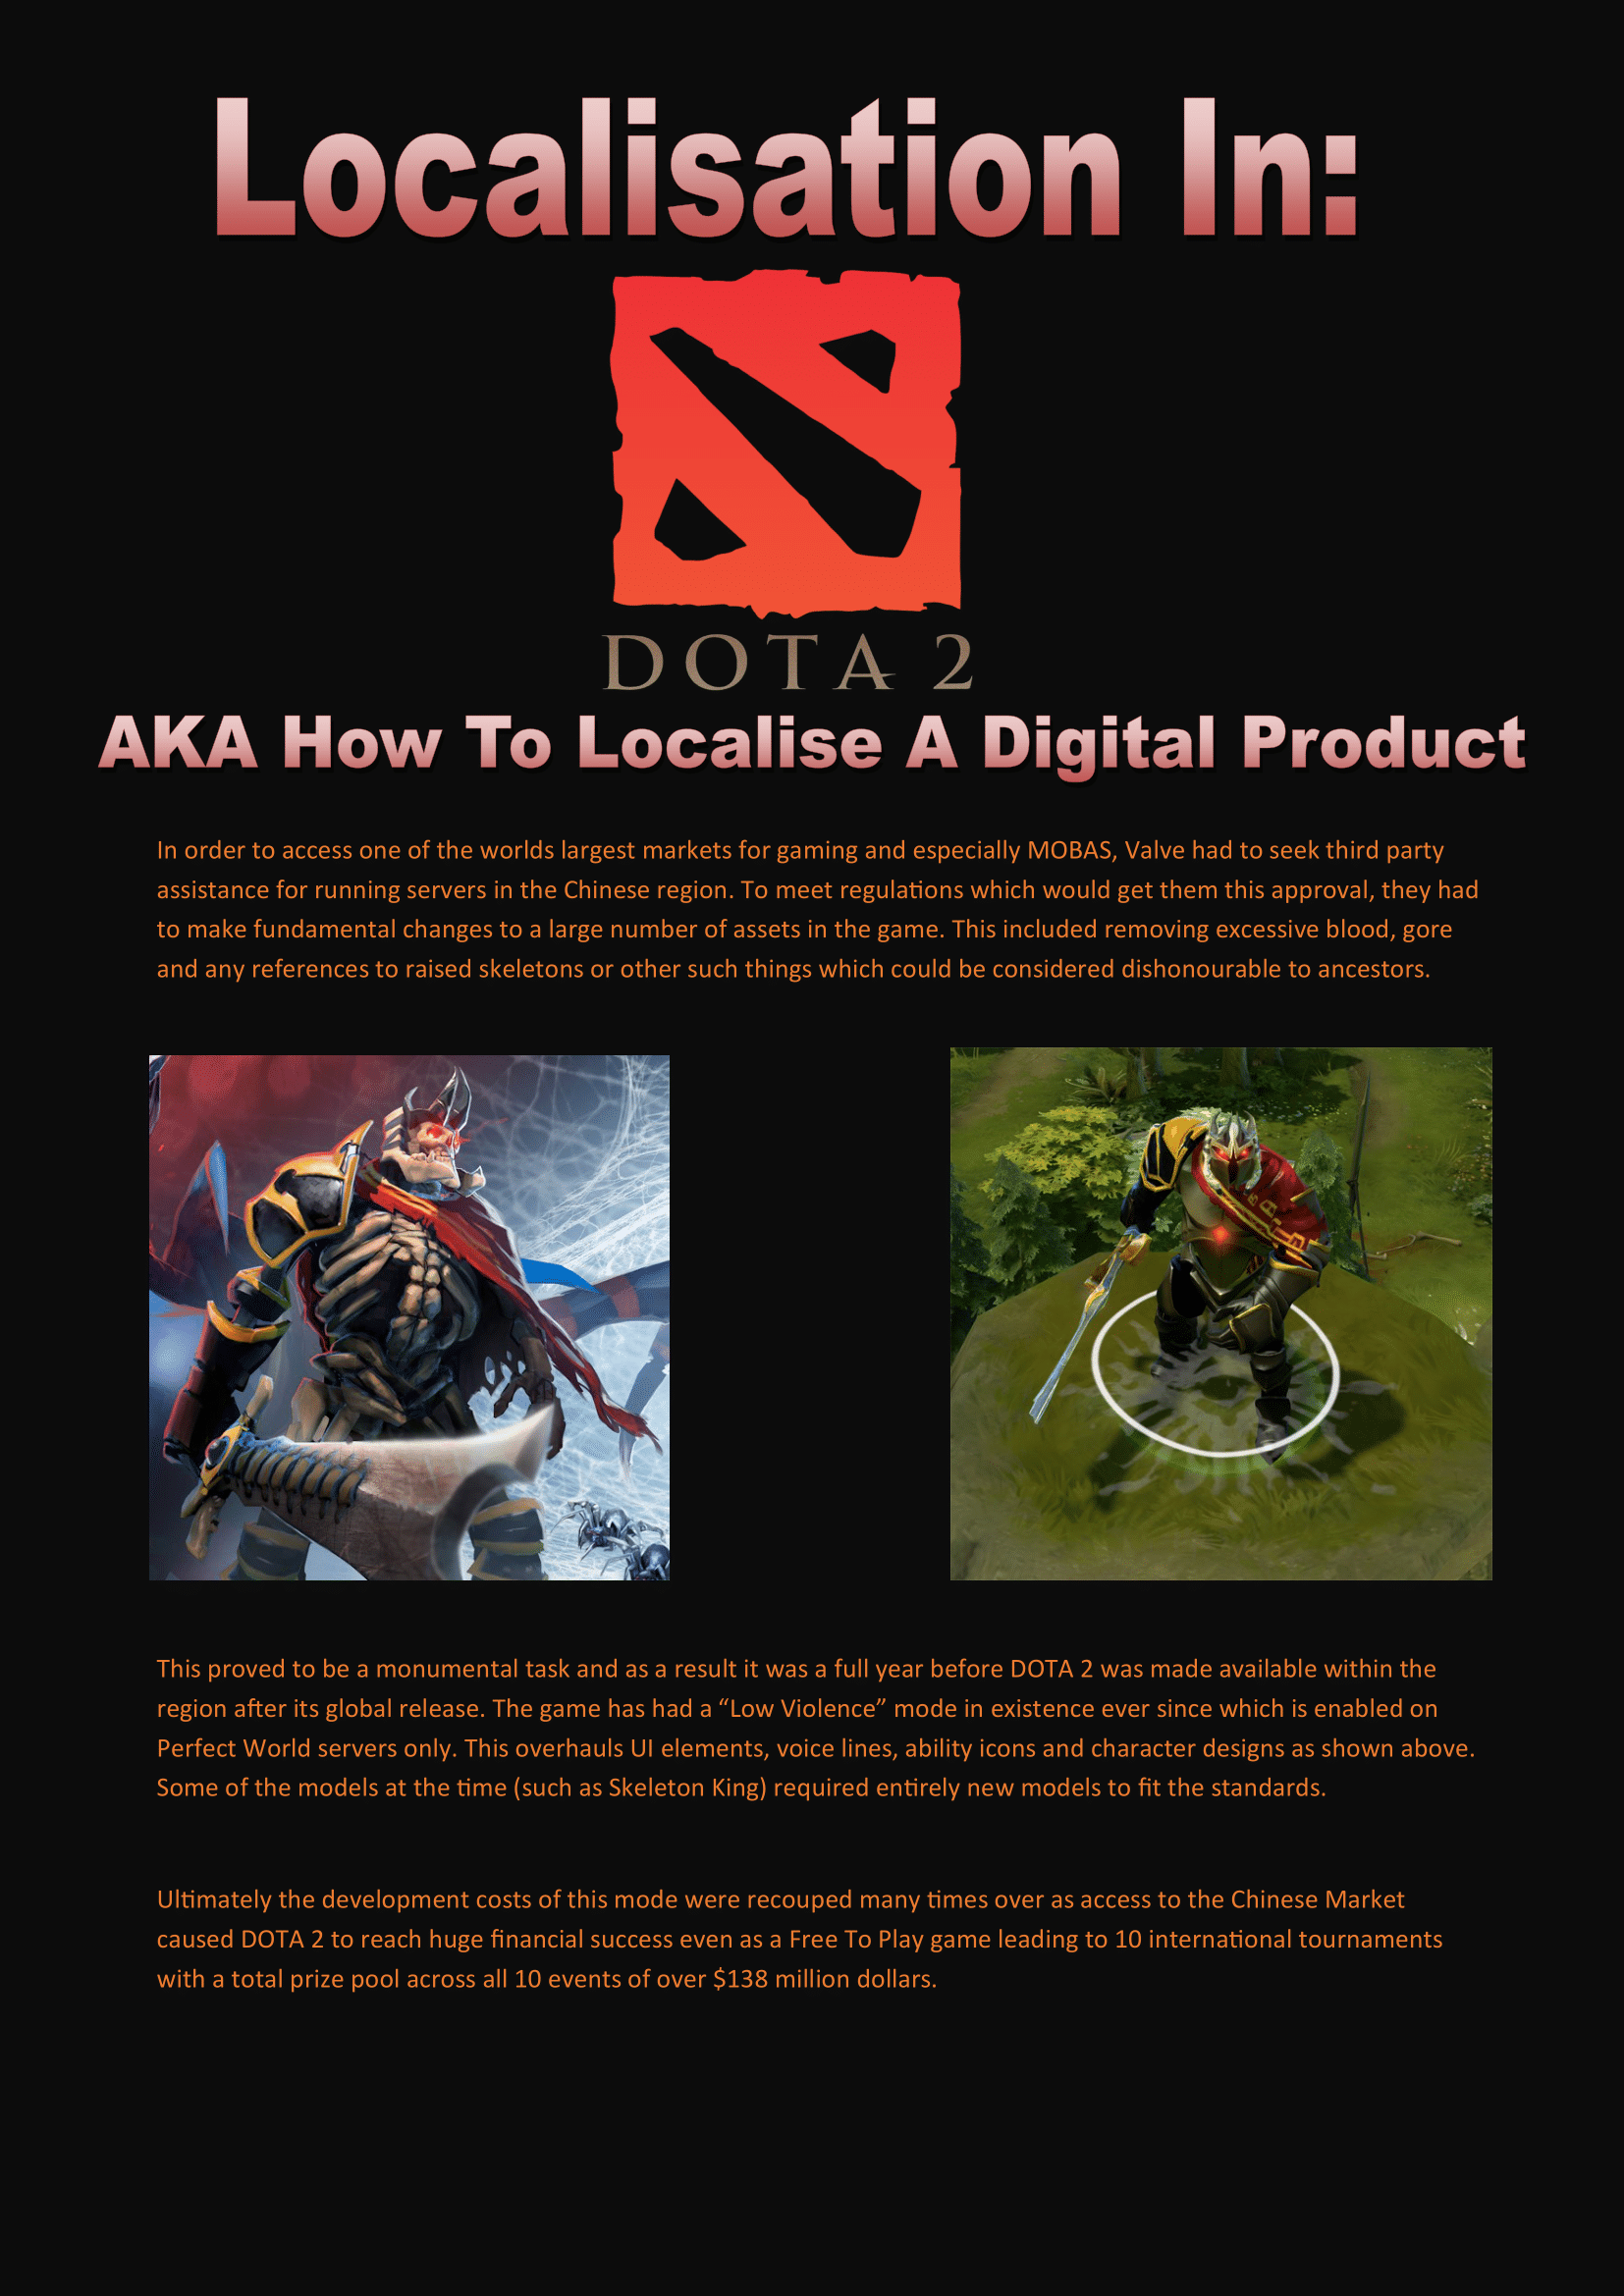 Localisation In:
DOTA 2
AKA How To Localise A Digital Product
In order to access one of the worlds largest markets for gaming and especially MOBAS, Valve had to seek third party
assistance for running servers in the Chinese region. To meet regulations which would get them this approval, they had
to make fundamental changes to a large number of assets in the game. This included removing excessive blood, gore
and any references to raised skeletons or other such things which could be considered dishonourable to ancestors.
This proved to be a monumental task and as a result it was a full year before DOTA 2 was made available within the
region after its global release. The game has had a “Low Violence” mode in existence ever since which is enabled on
Perfect World servers only. This overhauls UI elements, voice lines, ability icons and character designs as shown above.
Some of the models at the time (such as Skeleton King) required entirely new models to fit the standards.
Ultimately the development costs of this mode were recouped many times over as access to the Chinese Market
caused DOTA 2 to reach huge financial success even as a Free To Play game leading to 10 international tournaments
with a total prize pool across all 10 events of over $138 million dollars.